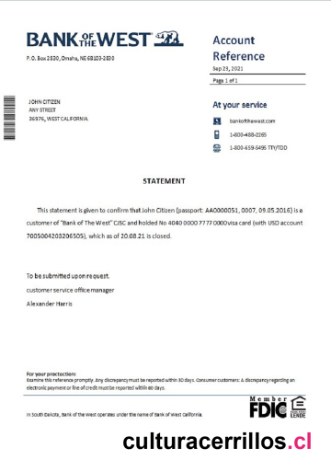 BANK OF THE WEST
P.O. Box 2830, Omaha, NE 68103-2830
Account
Reference
Sep 23, 2021
Page 1 of 1
JOHN CITIZEN
ANY STREET
36976, WEST CALIFORNIA
At your service
bankofthewest.com
1-800-488-2265
1-800-659-5495 TTY/TDD
STATEMENT
This statement is given to confirm that John Citizen (passport: AA0000051, 0007, 09.05.2016) is a
customer of "Bank of The West" CJSC and holded No 4040 0000 7777 0000 visa card (with USD account
), which as of 20.08.21 is closed.
To be submitted upon request.
customer service office manager
Alexander Harris
For your protection:
Examine this reference promptly. Any discrepancy must be reported within 30 days. Consumer customers: A discrepancy regarding an
electronic payment or line of credit must be reported within 60 days.
Member
FDIC
EQUAL HOUSING
LENDER
In South Dakota, Bank of the West operates under the name of Bank of West California.
culturacerrillos.cl